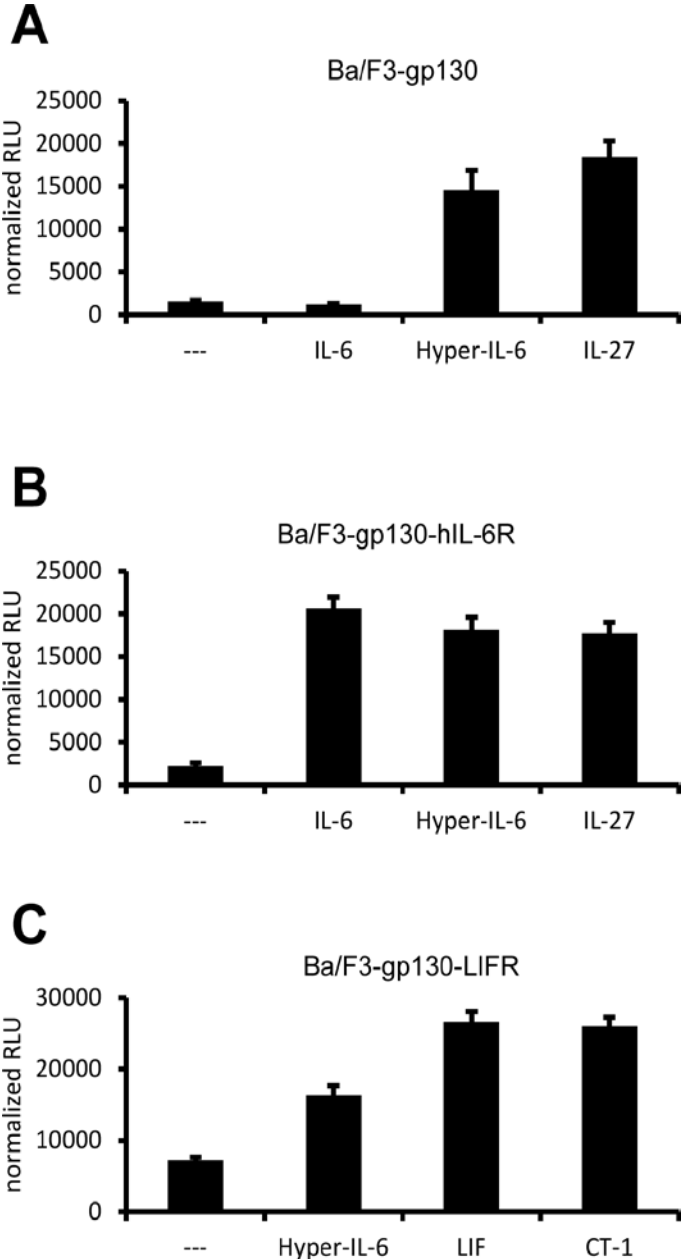 A
Ba/F3-gp130
normalized RLU
25000
20000
15000
10000
5000
0
--- IL-6 Hyper-IL-6 IL-27
B
Ba/F3-gp130-hIL-6R
normalized RLU
25000
20000
15000
10000
5000
0
--- IL-6 Hyper-IL-6 IL-27
C
Ba/F3-gp130-LIFR
normalized RLU
30000
20000
10000
0
--- Hyper-IL-6 LIF CT-1